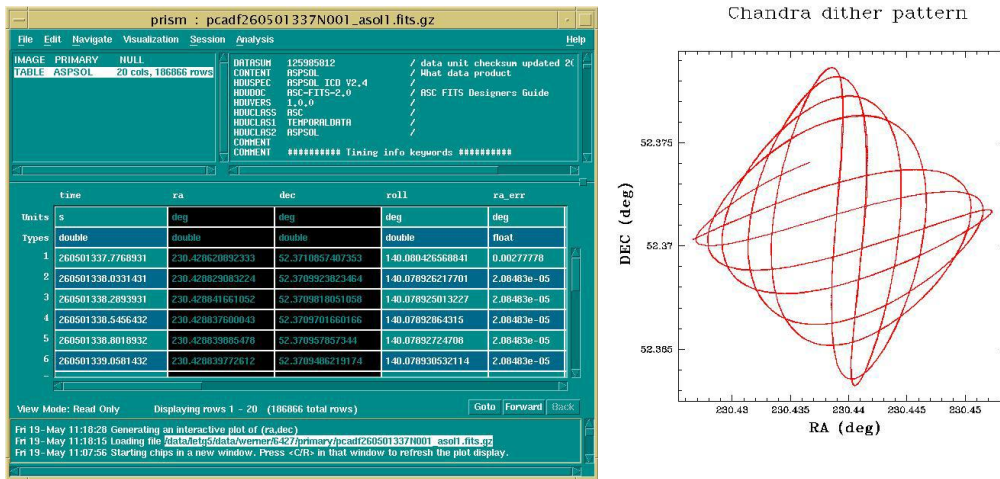 prism : pcadf260501337N001_asol1.fits.gz
File Edit Navigate Visualization Session Analysis Help
IMAGE PRIMARY NULL
TABLE ASPSOL 20 cols, 186866 rows
DATASUM 125985012 / data unit checksum updated 20
CONTENT ASPSOL / What data product
HDUSPEC ASPSOL ICD V2.4 /
HDUDOC ASC-FITS-2.0 / ASC FITS Designers Guide
HDUVERS 1.0.0 /
HDUCLASS ASC /
HDUCLAS1 TEMPORALDATA /
HDUCLAS2 ASPSOL /
COMMENT
COMMENT ########## Timing info keywords ##########
time ra dec roll ra_err
Units s deg deg deg deg
Types double double double double float
1 260501337.7768931 230.428620892333 52.3710857407353 140.080426568841 0.00277778
2 260501338.0331431 230.42882908322​4 52.3709923823464 140.078926217701 2.08483e-05
3 260501338.2893931 230.428841661052 52.3709818051058 140.078925013227 2.08483e-05
4 260501338.5456432 230.428837600043 52.3709701660166 140.07892864315 2.08483e-05
5 260501338.8018932 230.42883988547​8 52.370957857344 140.07892724708 2.08483e-05
6 260501339.0581432 230.428839772612 52.3709486219174 140.078930532114 2.08483e-05
View Mode: Read Only Displaying rows 1 - 20 (186866 total rows) Goto Forward Back
Fri 19-May 11:18:28 Generating an interactive plot of (ra,dec)
Fri 19-May 11:18:15 Loading file /data/letg5/data/werner/6427/primary/pcadf260501337N001_asol1.fits.gz
Fri 19-May 11:07:56 Starting chips in a new window. Press <C/R> in that window to refresh the plot display.
Chandra dither pattern
DEC (deg)
52.375
52.37
52.365
230.43 230.435 230.44 230.445 230.45
RA (deg)